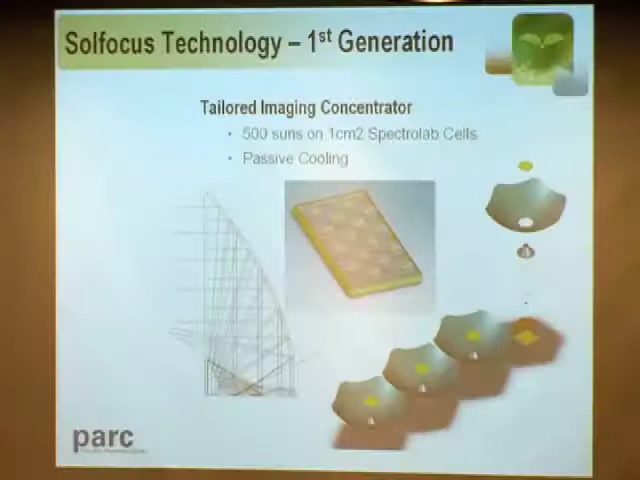 Solfocus Technology – 1st Generation
Tailored Imaging Concentrator
• 500 suns on 1cm2 Spectrolab Cells
• Passive Cooling
parc